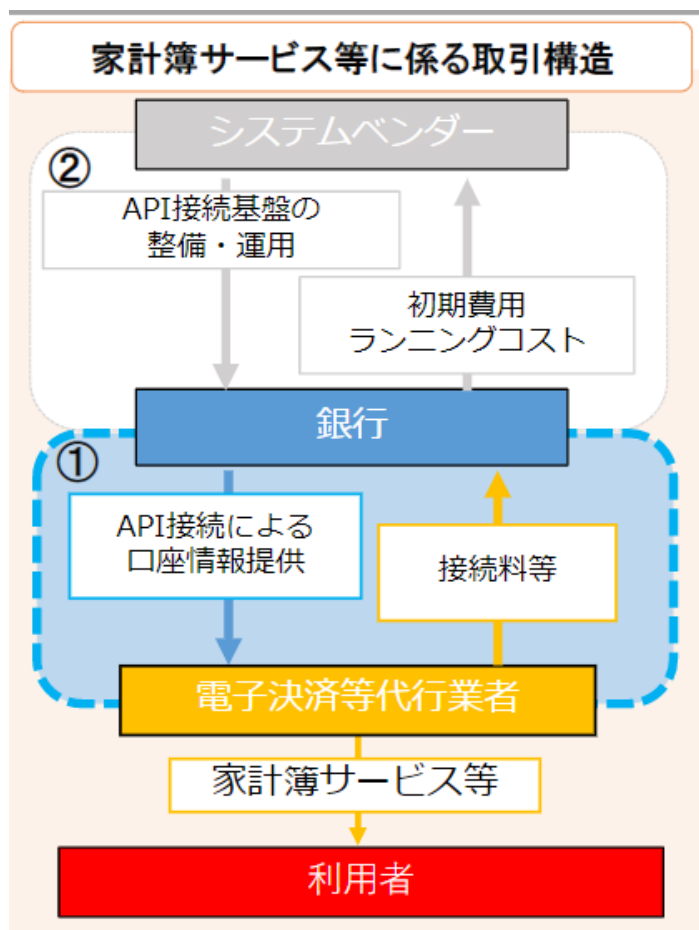 家計簿サービス等に係る取引構造
システムベンダー
②
API接続基盤の
整備・運用
初期費用
ランニングコスト
銀行
①
API接続による
口座情報提供
接続料等
電子決済等代行業者
家計簿サービス等
利用者